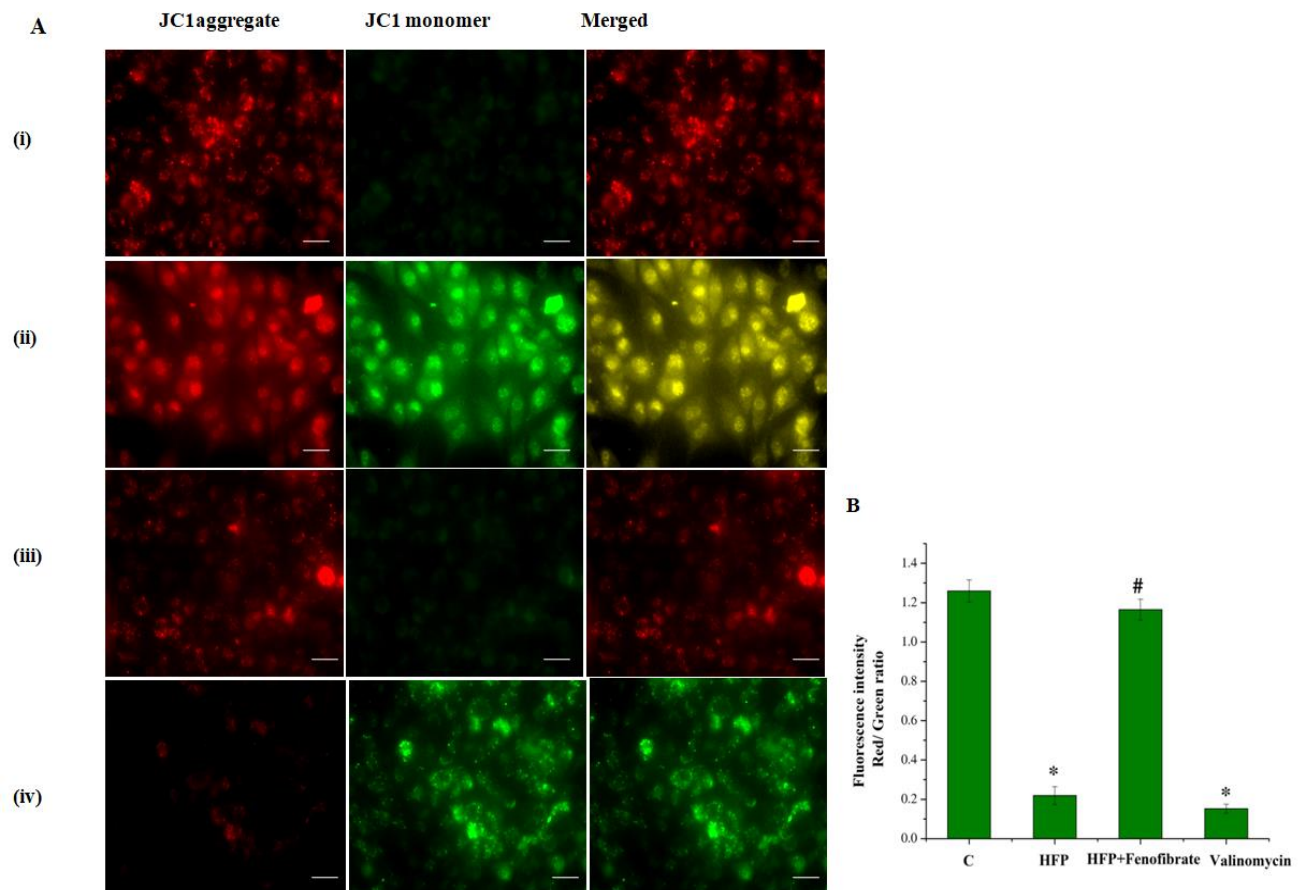 A
JC1aggregate JC1 monomer Merged
(i)
(ii)
(iii)
(iv)
B
Fluorescence intensity
Red/ Green ratio
1.4
1.2
1.0
0.8
0.6
0.4
0.2
0.0
*
#
*
C HFP HFP+Fenofibrate Valinomycin